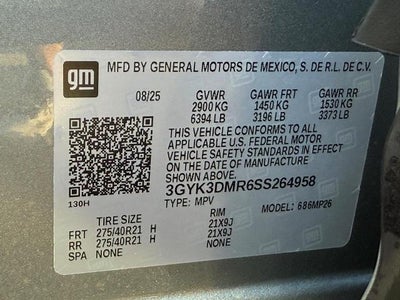 gm
MFD BY GENERAL MOTORS DE MEXICO, S. DE R.L. DE C.V.
08/25 GVWR GAWR FRT GAWR RR
2900 KG 1450 KG 1530 KG
6394 LB 3196 LB 3373 LB
THIS VEHICLE CONFORMS TO ALL
APPLICABLE U.S. FEDERAL MOTOR
VEHICLE SAFETY STANDARDS IN EFFECT
ON THE DATE OF MANUFACTURE
SHOWN ABOVE.
3GYK3DMR6SS264958
130H TYPE: MPV MODEL: 686MP26
TIRE SIZE RIM
FRT 275/40R21 H 21X9J
RR 275/40R21 H 21X9J
SPA NONE NONE